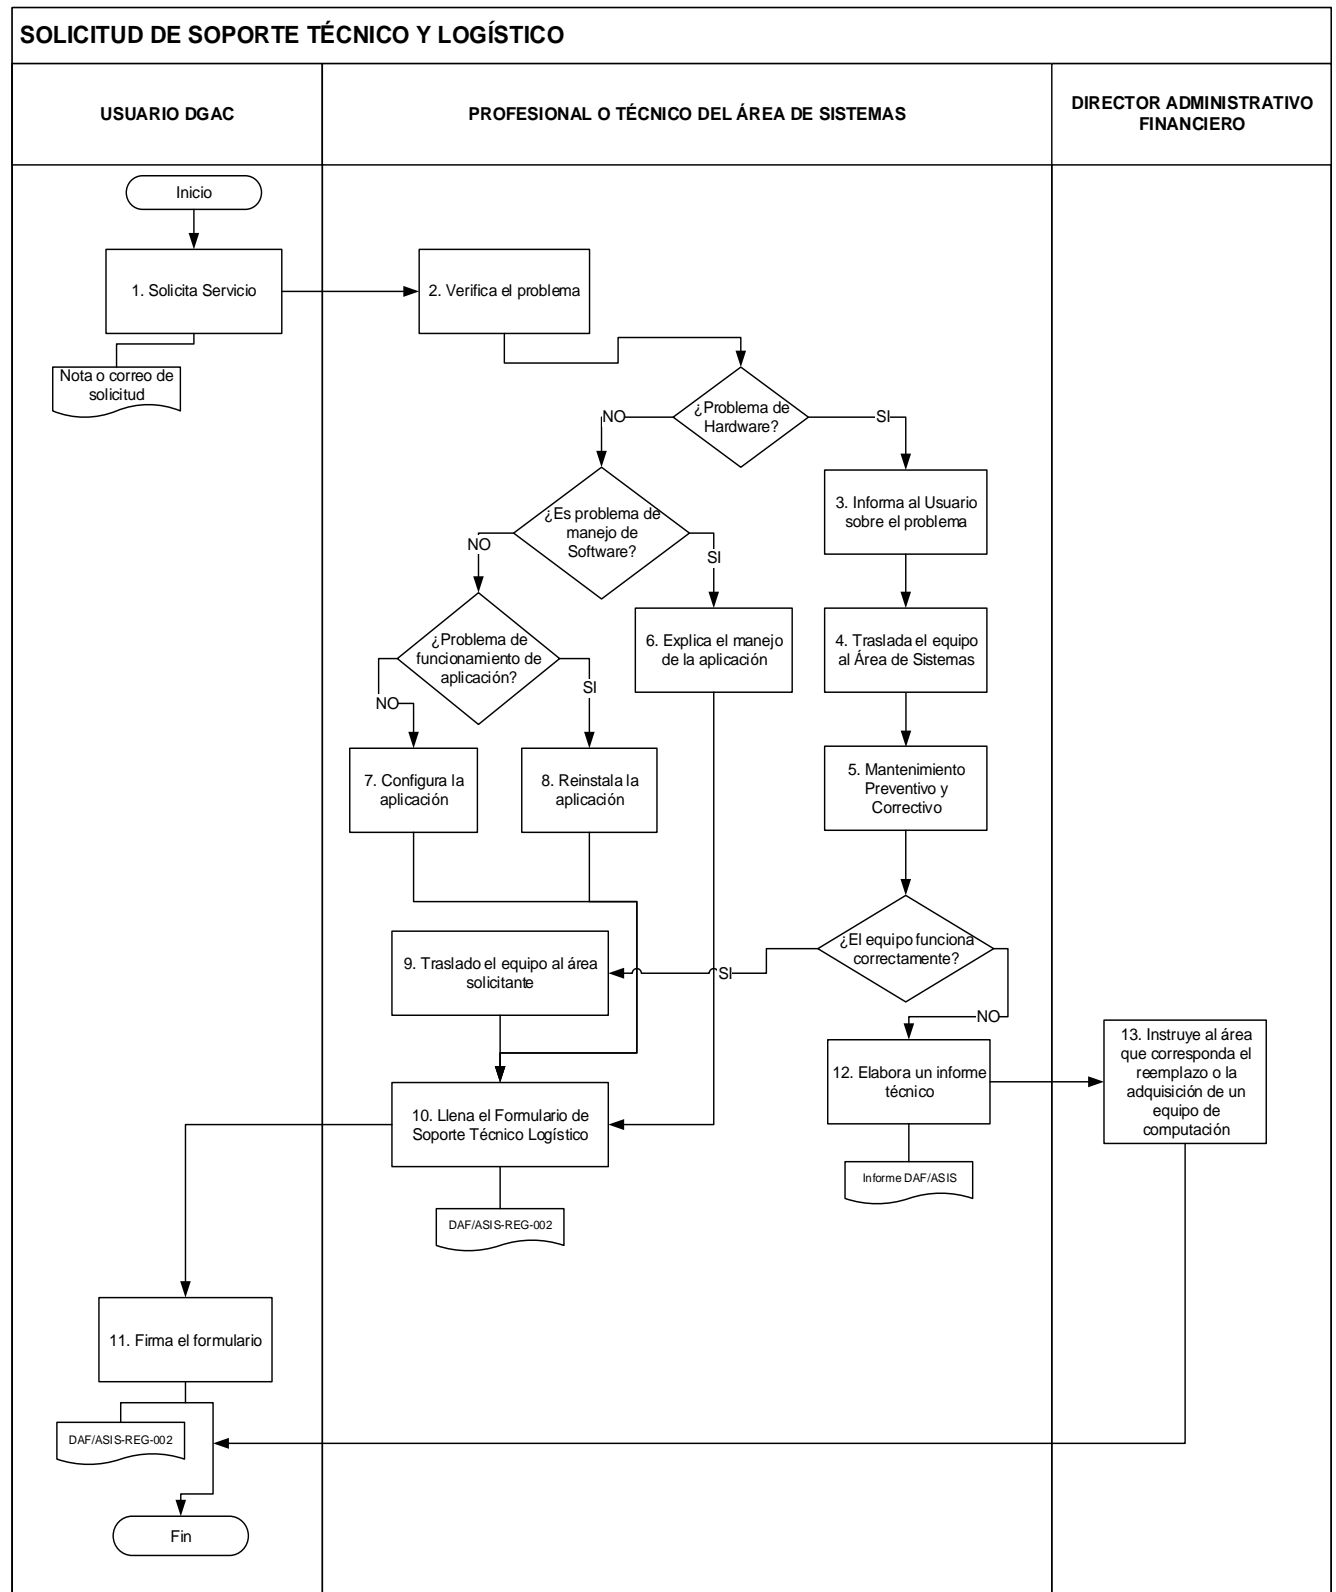 SOLICITUD DE SOPORTE TÉCNICO Y LOGÍSTICO
USUARIO DGAC
PROFESIONAL O TÉCNICO DEL ÁREA DE SISTEMAS
DIRECTOR ADMINISTRATIVO
FINANCIERO
Inicio
1. Solicita Servicio
2. Verifica el problema
Nota o correo de
solicitud
¿Problema de
Hardware?
NO
SI
¿Es problema de
manejo de
Software?
NO
SI
3. Informa al Usuario
sobre el problema
¿Problema de
funcionamiento de
aplicación?
NO
SI
6. Explica el manejo
de la aplicación
4. Traslada el equipo
al Área de Sistemas
7. Configura la
aplicación
8. Reinstala la
aplicación
5. Mantenimiento
Preventivo y
Correctivo
¿El equipo funciona
correctamente?
SI
NO
9. Traslado el equipo al área
solicitante
10. Llena el Formulario de
Soporte Técnico Logístico
DAF/ASIS-REG-002
12. Elabora un informe
técnico
Informe DAF/ASIS
13. Instruye al área
que corresponda el
reemplazo o la
adquisición de un
equipo de
computación
11. Firma el formulario
DAF/ASIS-REG-002
Fin